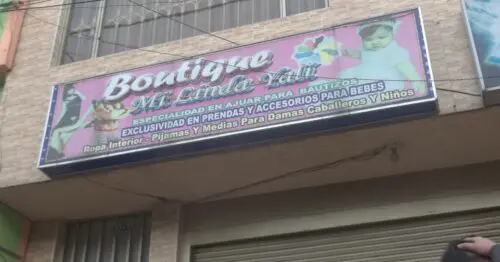 Boutique
Mi Linda Yali
ESPECIALIDAD EN AJUAR PARA BAUTIZOS
EXCLUSIVIDAD EN PRENDAS Y ACCESORIOS PARA BEBES
Ropa Interior - Pijamas Y Medias Para Damas Caballeros Y Niños